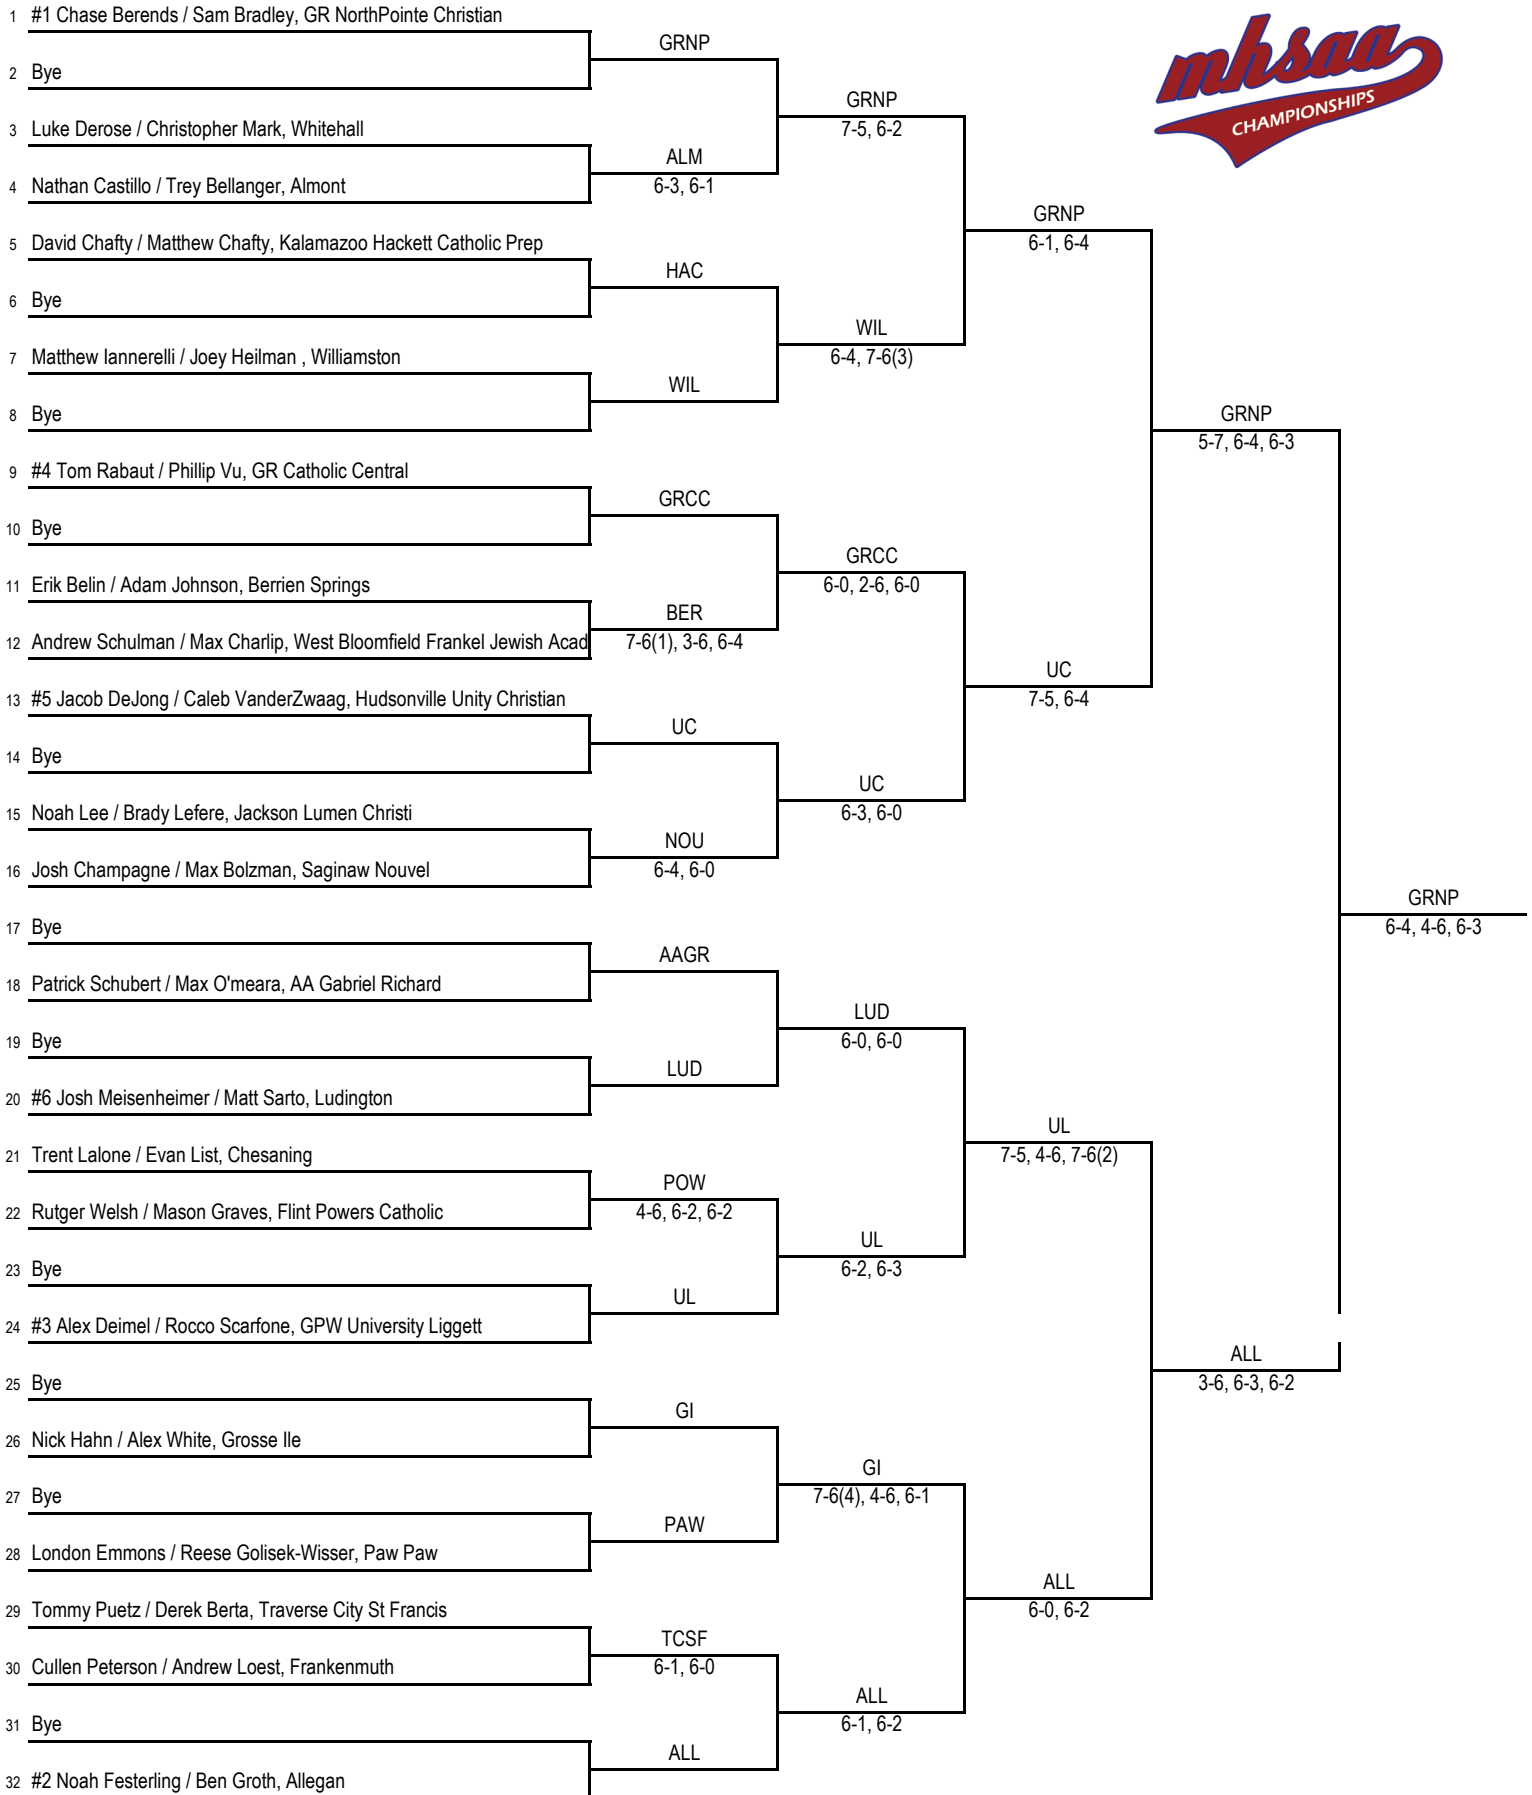 1 #1 Chase Berends / Sam Bradley, GR NorthPointe Christian
GRNP
mhsaa
CHAMPIONSHIPS
2 Bye
GRNP
7-5, 6-2
3 Luke Derose / Christopher Mark, Whitehall
ALM
6-3, 6-1
4 Nathan Castillo / Trey Bellanger, Almont
GRNP
6-1, 6-4
5 David Chafty / Matthew Chafty, Kalamazoo Hackett Catholic Prep
HAC
6 Bye
WIL
6-4, 7-6(3)
7 Matthew Iannerelli / Joey Heilman , Williamston
WIL
8 Bye
GRNP
5-7, 6-4, 6-3
9 #4 Tom Rabaut / Phillip Vu, GR Catholic Central
GRCC
10 Bye
GRCC
6-0, 2-6, 6-0
11 Erik Belin / Adam Johnson, Berrien Springs
BER
7-6(1), 3-6, 6-4
12 Andrew Schulman / Max Charlip, West Bloomfield Frankel Jewish Acad
UC
7-5, 6-4
13 #5 Jacob DeJong / Caleb VanderZwaag, Hudsonville Unity Christian
UC
14 Bye
UC
6-3, 6-0
15 Noah Lee / Brady Lefere, Jackson Lumen Christi
NOU
6-4, 6-0
16 Josh Champagne / Max Bolzman, Saginaw Nouvel
GRNP
6-4, 4-6, 6-3
17 Bye
AAGR
18 Patrick Schubert / Max O'meara, AA Gabriel Richard
LUD
6-0, 6-0
19 Bye
LUD
20 #6 Josh Meisenheimer / Matt Sarto, Ludington
UL
7-5, 4-6, 7-6(2)
21 Trent Lalone / Evan List, Chesaning
POW
4-6, 6-2, 6-2
22 Rutger Welsh / Mason Graves, Flint Powers Catholic
UL
6-2, 6-3
23 Bye
UL
24 #3 Alex Deimel / Rocco Scarfone, GPW University Liggett
ALL
3-6, 6-3, 6-2
25 Bye
GI
26 Nick Hahn / Alex White, Grosse Ile
GI
7-6(4), 4-6, 6-1
27 Bye
PAW
28 London Emmons / Reese Golisek-Wisser, Paw Paw
ALL
6-0, 6-2
29 Tommy Puetz / Derek Berta, Traverse City St Francis
TCSF
6-1, 6-0
30 Cullen Peterson / Andrew Loest, Frankenmuth
ALL
6-1, 6-2
31 Bye
ALL
32 #2 Noah Festerling / Ben Groth, Allegan